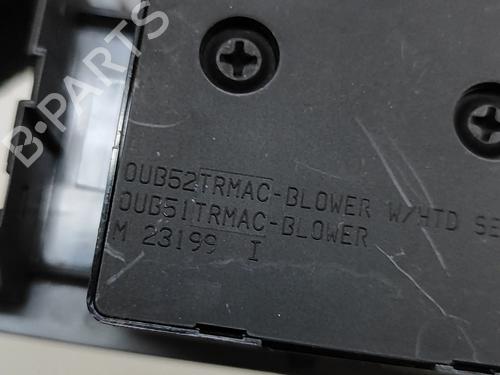 B-PARTS
0UB52TRMAC-BLOWER W/HTD SE
0UB51TRMAC-BLOWER
M 23199 I